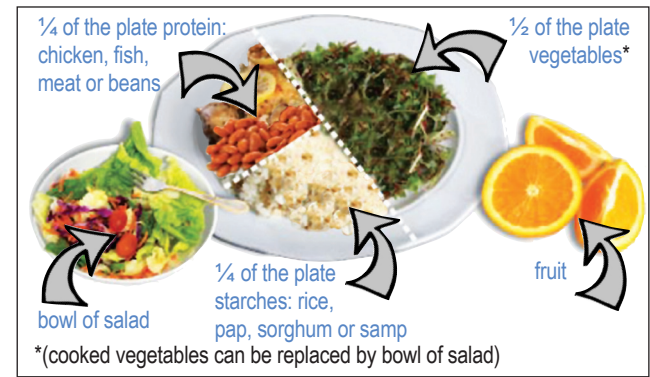 ¼ of the plate protein:
chicken, fish,
meat or beans
½ of the plate
vegetables*
bowl of salad
¼ of the plate
starches: rice,
pap, sorghum or samp
fruit
*(cooked vegetables can be replaced by bowl of salad)